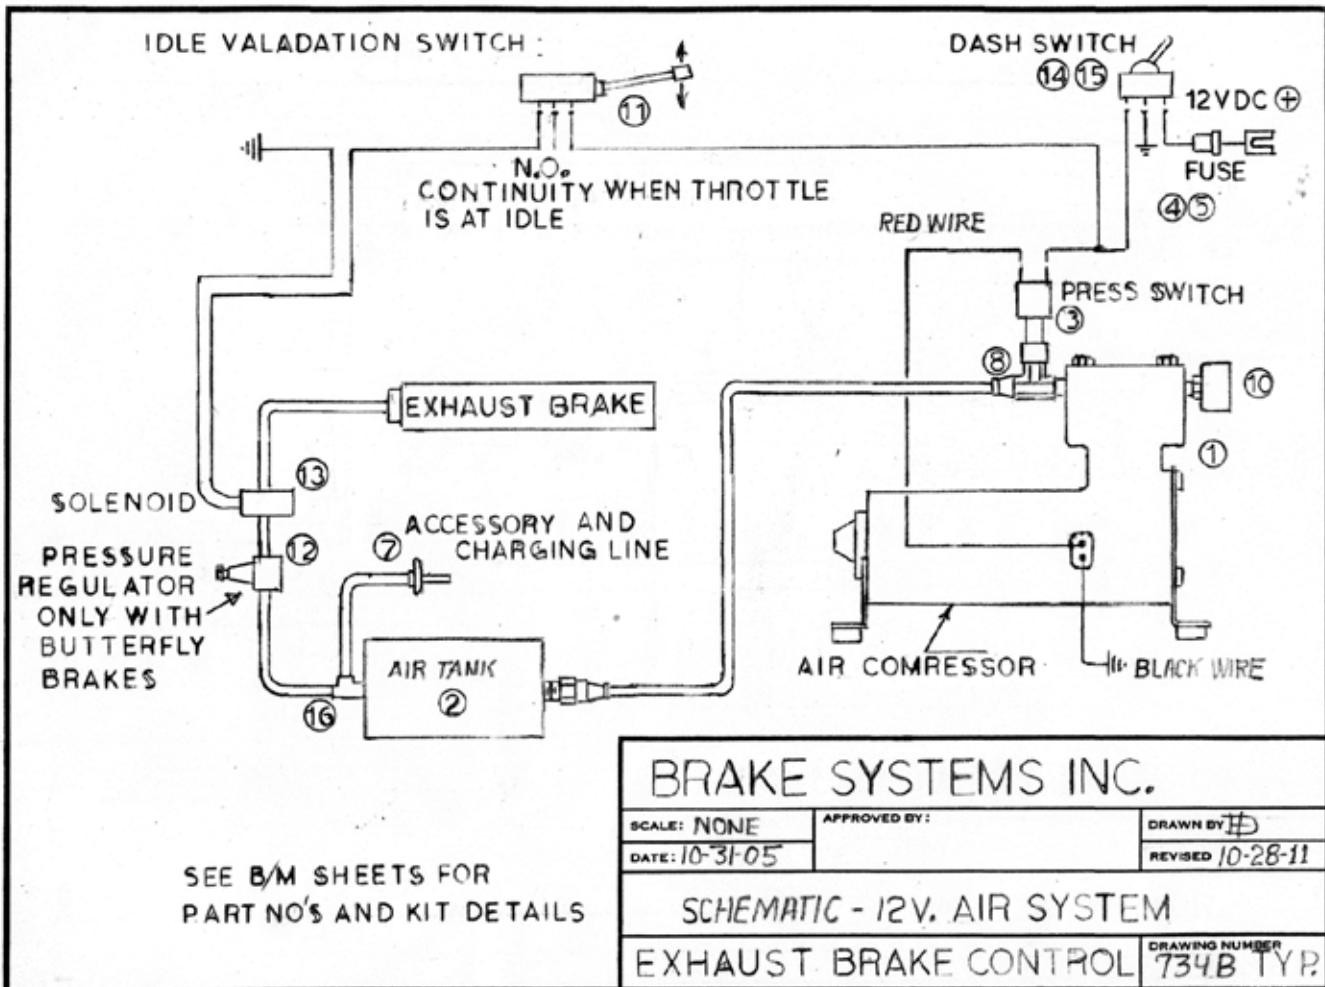 IDLE VALADATION SWITCH
11
N.O.
CONTINUITY WHEN THROTTLE
IS AT IDLE
DASH SWITCH
14 15
12 VDC +
FUSE
4 5
RED WIRE
PRESS SWITCH
3
8
10
1
EXHAUST BRAKE
13
SOLENOID
12
PRESSURE
REGULATOR
ONLY WITH
BUTTERFLY
BRAKES
7
ACCESSORY AND
CHARGING LINE
AIR TANK
2
16
AIR COMRESSOR
BLACK WIRE
SEE B/M SHEETS FOR
PART NO'S AND KIT DETAILS
BRAKE SYSTEMS INC.
SCALE: NONE
APPROVED BY:
DRAWN BY
DATE: 10-31-05
REVISED 10-28-11
SCHEMATIC - 12V. AIR SYSTEM
EXHAUST BRAKE CONTROL
DRAWING NUMBER
734B TYP.